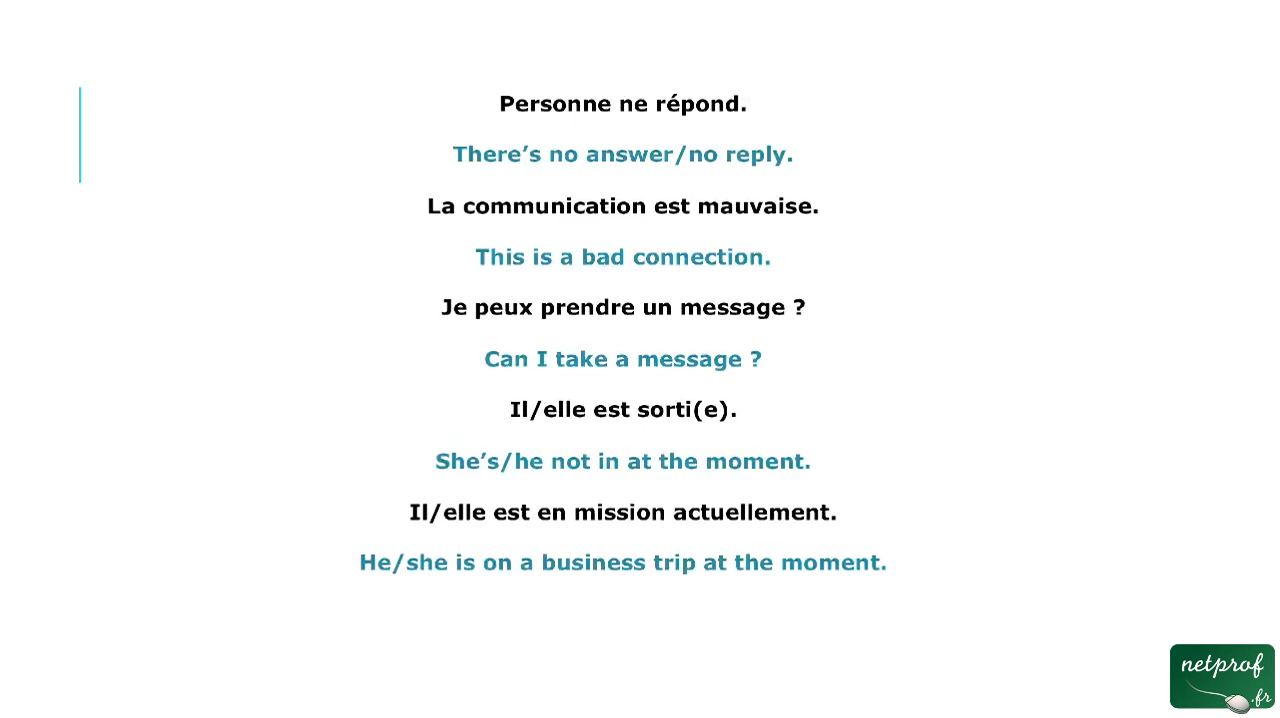 Personne ne répond.
There’s no answer/no reply.
La communication est mauvaise.
This is a bad connection.
Je peux prendre un message ?
Can I take a message ?
Il/elle est sorti(e).
She’s/he not in at the moment.
Il/elle est en mission actuellement.
He/she is on a business trip at the moment.
netprof
.fr